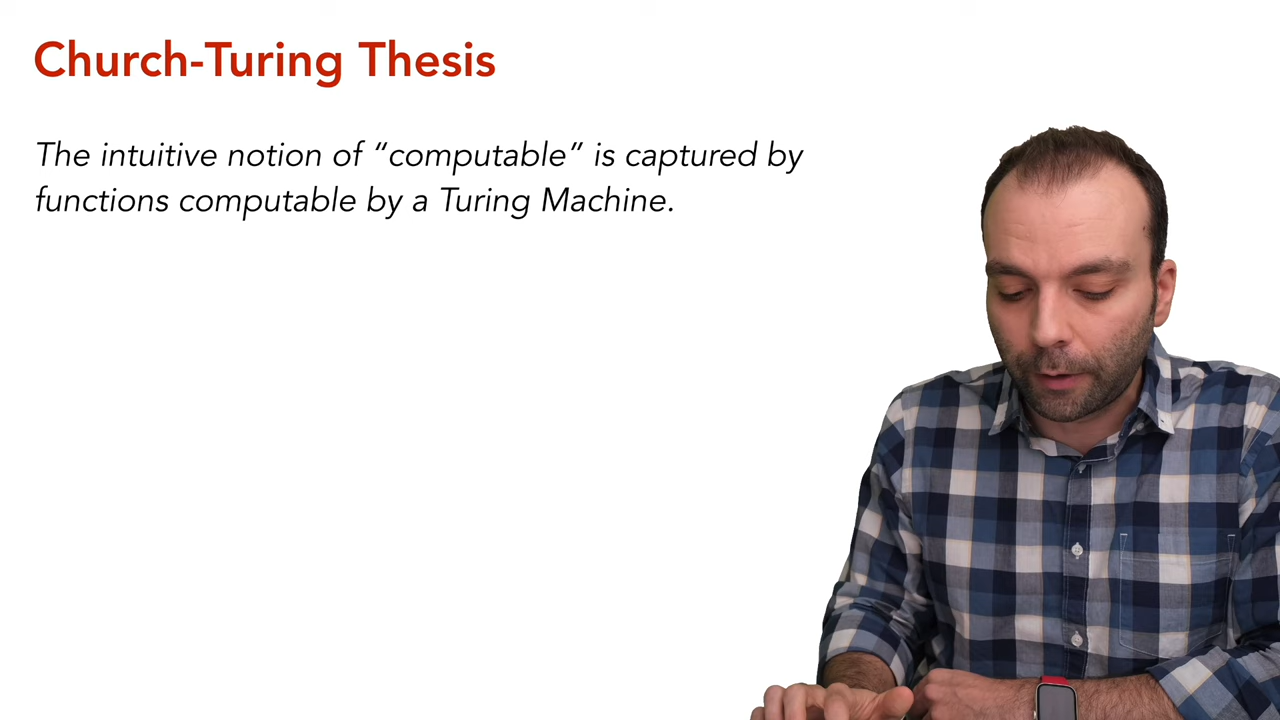 Church-Turing Thesis
The intuitive notion of “computable” is captured by
functions computable by a Turing Machine.